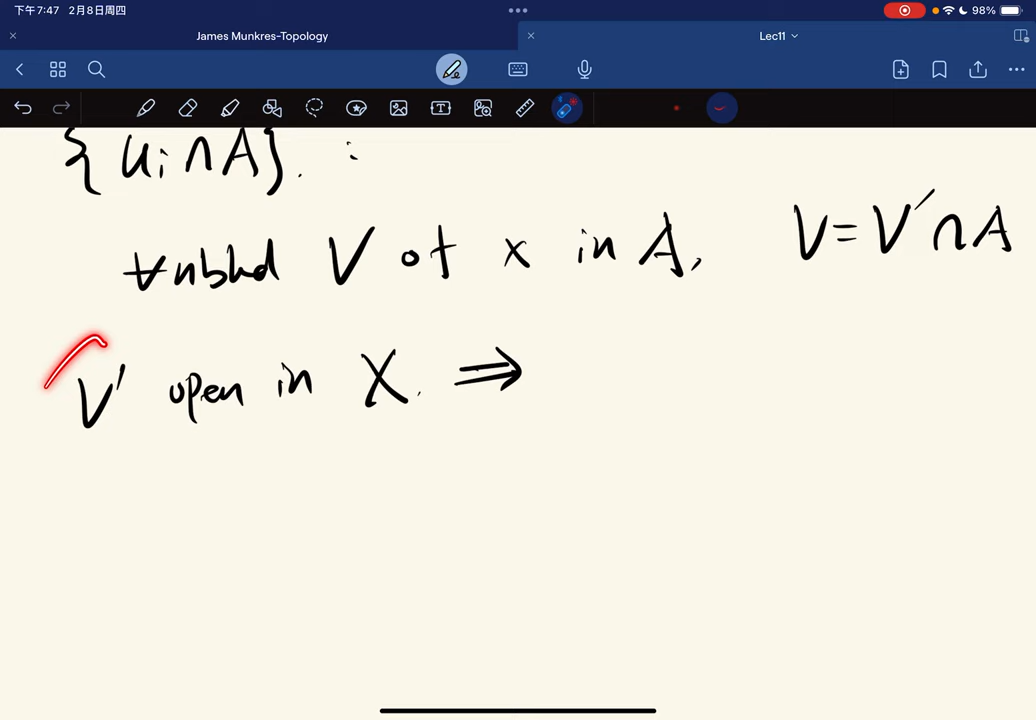 下午7:47 2月8日周四
98%
James Munkres-Topology
Lec11
{Ui∩A}. :
∀nbhd V of x in A, V=V'∩A
V' open in X. ⇒